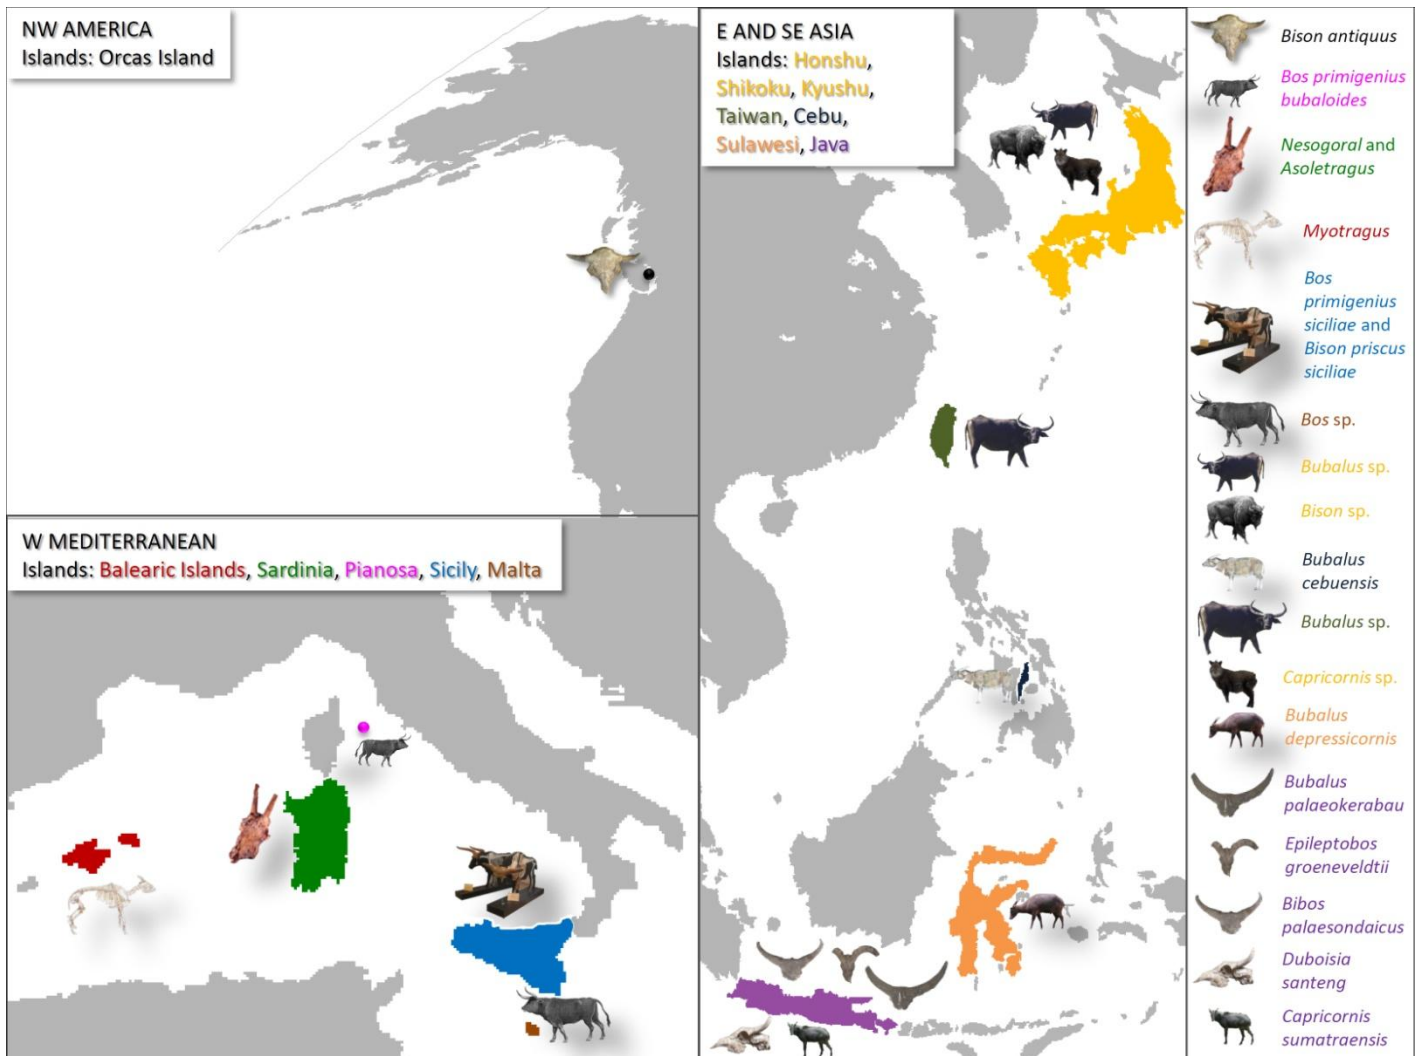 NW AMERICA
Islands: Orcas Island
E AND SE ASIA
Islands: Honshu,
Shikoku, Kyushu,
Taiwan, Cebu,
Sulawesi, Java
W MEDITERRANEAN
Islands: Balearic Islands, Sardinia, Pianosa, Sicily, Malta
Bison antiquus
Bos primigenius
bubaloides
Nesogoral and
Asoletragus
Myotragus
Bos
primigenius
siciliae and
Bison priscus
siciliae
Bos sp.
Bubalus sp.
Bison sp.
Bubalus
cebuensis
Bubalus sp.
Capricornis sp.
Bubalus
depressicornis
Bubalus
palaeokerabau
Epileptobos
groeneveldtii
Bibos
palaesondaicus
Duboisia
santeng
Capricornis
sumatraensis